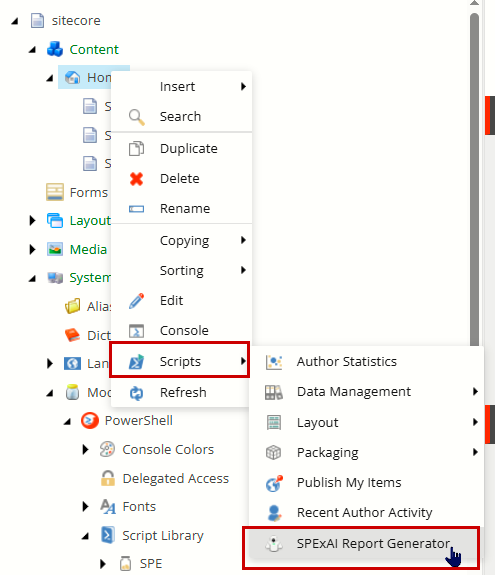 sitecore
Content
Hom
Insert
S
Search
S
Duplicate
S
Delete
Forms
Rename
Layout
Copying
Media
Sorting
System
Alias
Edit
Dict
Console
Lan
Scripts
Author Statistics
Mod
Refresh
Data Management
PowerShell
Layout
Console Colors
Packaging
Delegated Access
Publish My Items
Fonts
Recent Author Activity
Script Library
SPExAI Report Generator
SPE